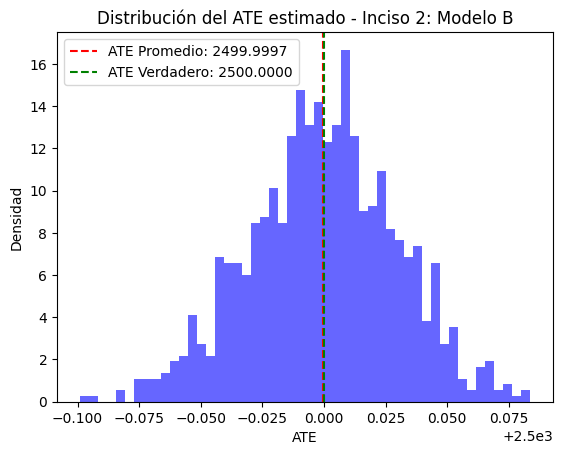 Distribución del ATE estimado - Inciso 2: Modelo B
ATE Promedio: 2499.9997
ATE Verdadero: 2500.0000
Densidad
16
14
12
10
8
6
4
2
0
−0.100
−0.075
−0.050
−0.025
0.000
0.025
0.050
0.075
+2.5e3
ATE